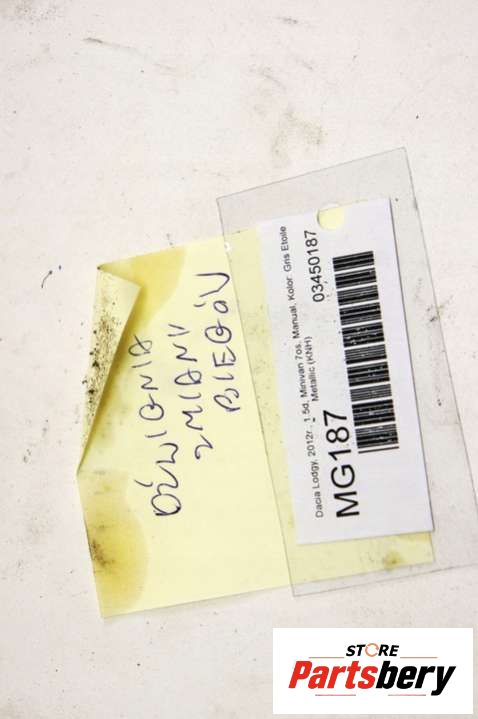 DŹWIGNIA
ZMIANY
BIEGÓW
Dacia Lodgy, 2012r., 1.5d, Minivan 7os, Manual, Kolor: Gris Etoile
Metallic (KNH)
MG187
03450187
STORE
Partsbery